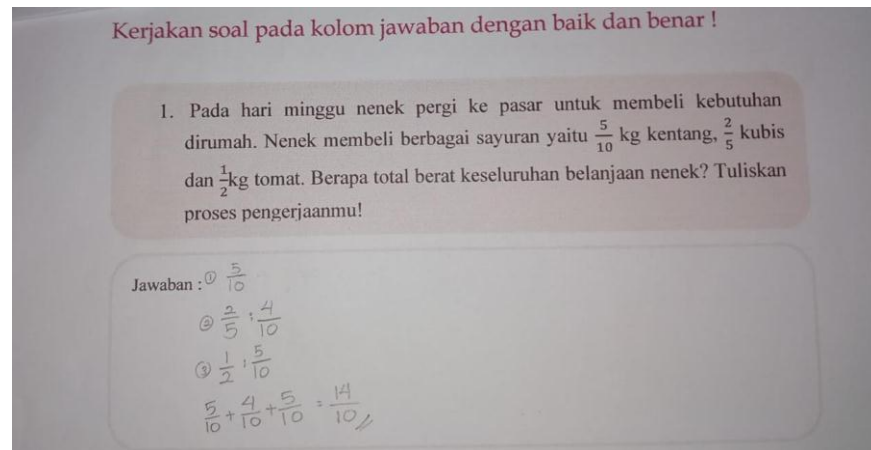 Kerjakan soal pada kolom jawaban dengan baik dan benar !
1. Pada hari minggu nenek pergi ke pasar untuk membeli kebutuhan
dirumah. Nenek membeli berbagai sayuran yaitu 5/10 kg kentang, 2/5 kubis
dan 1/2kg tomat. Berapa total berat keseluruhan belanjaan nenek? Tuliskan
proses pengerjaanmu!
Jawaban : ① 5/10
② 2/5 : 4/10
③ 1/2 : 5/10
5/10 + 4/10 + 5/10 = 14/10 //